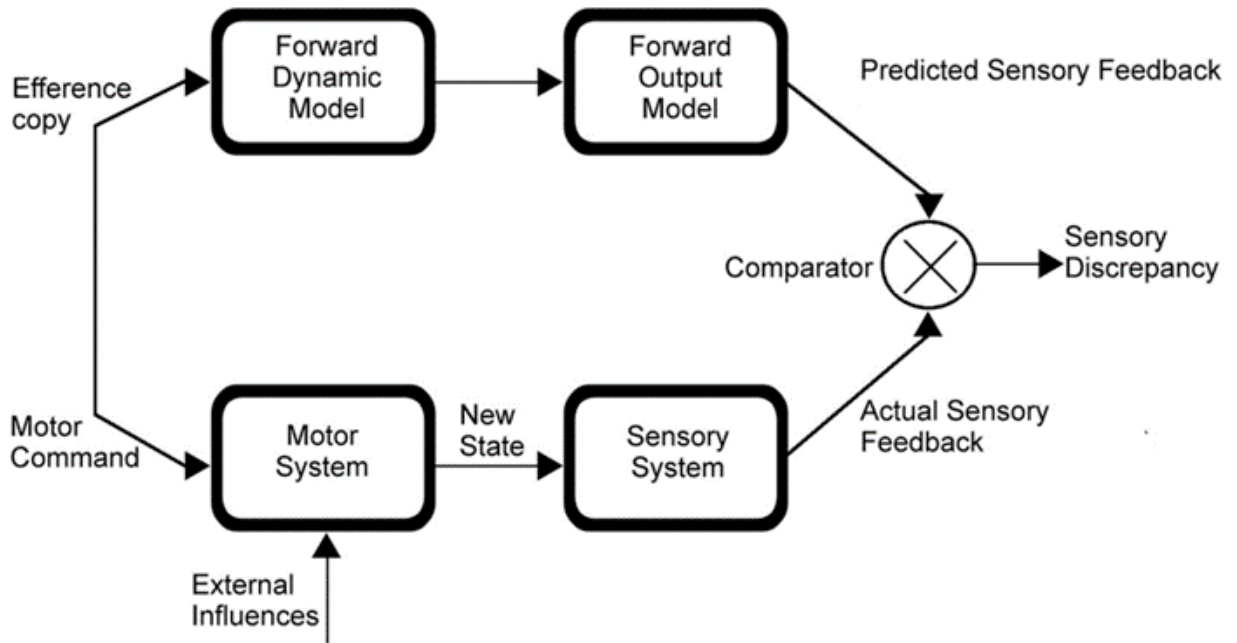 Forward
Dynamic
Model
Forward
Output
Model
Predicted Sensory Feedback
Efference
copy
Comparator
Sensory
Discrepancy
Motor
Command
Motor
System
New
State
Sensory
System
Actual Sensory
Feedback
External
Influences